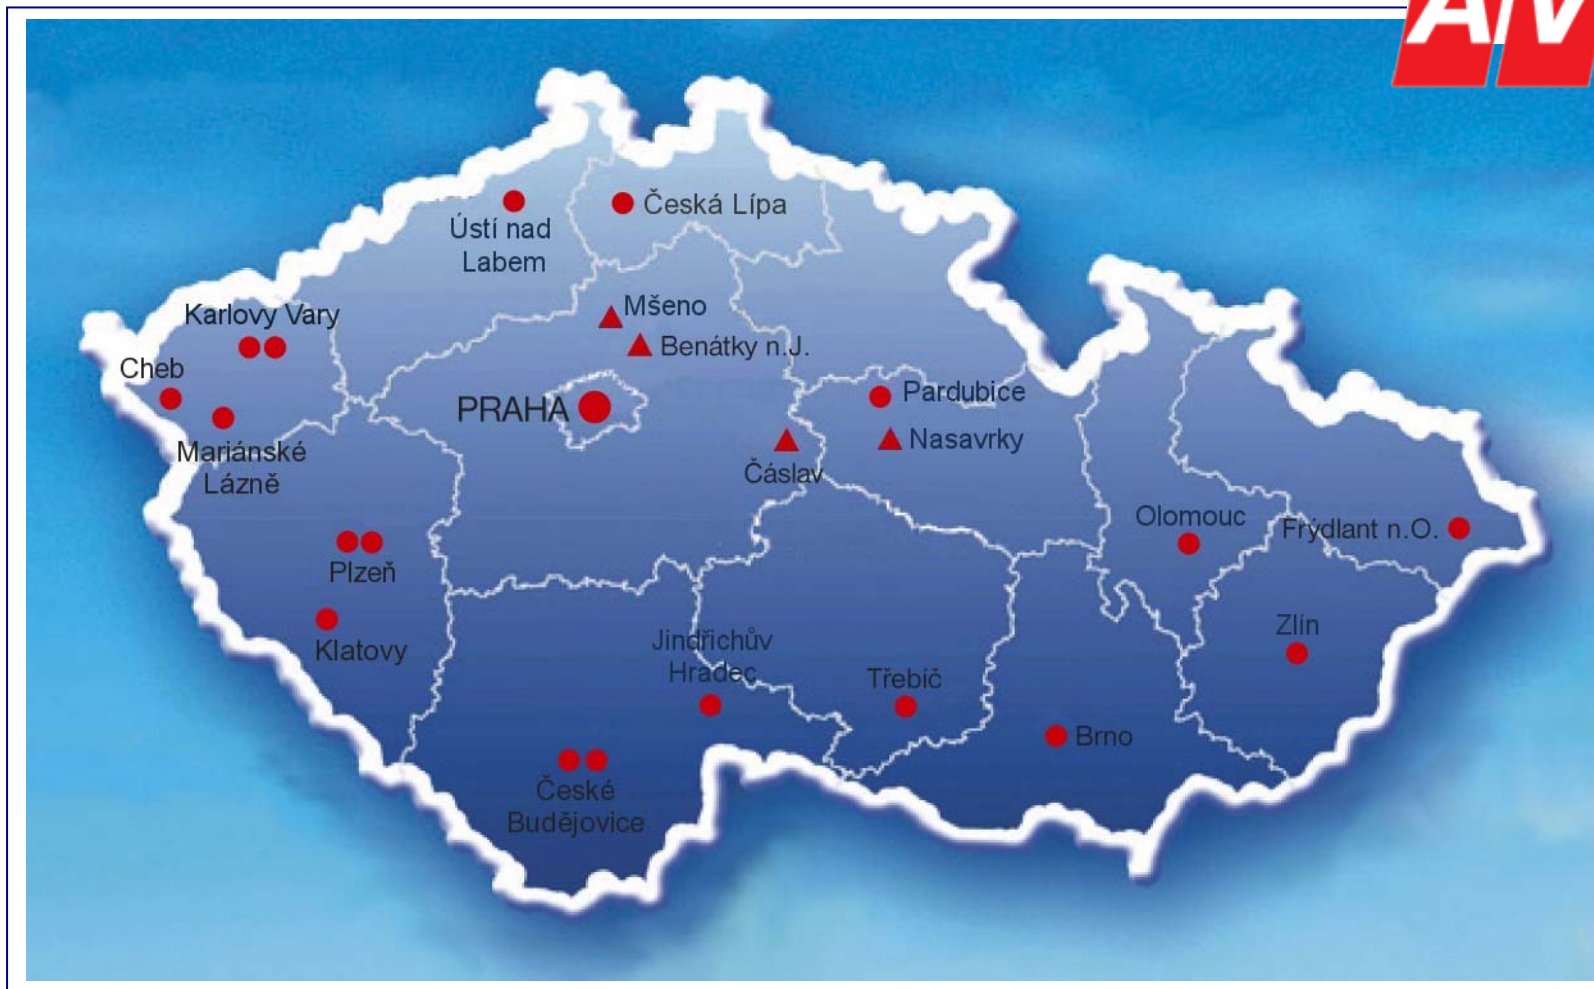 Ústí nad
Labem
Česká Lípa
Mšeno
Karlovy Vary
Benátky n.J.
Cheb
PRAHA
Pardubice
Mariánské
Lázně
Nasavrky
Čáslav
Olomouc
Frýdlant n.O.
Plzeň
Klatovy
Jindřichův
Hradec
Zlín
Třebíč
Brno
České
Budějovice